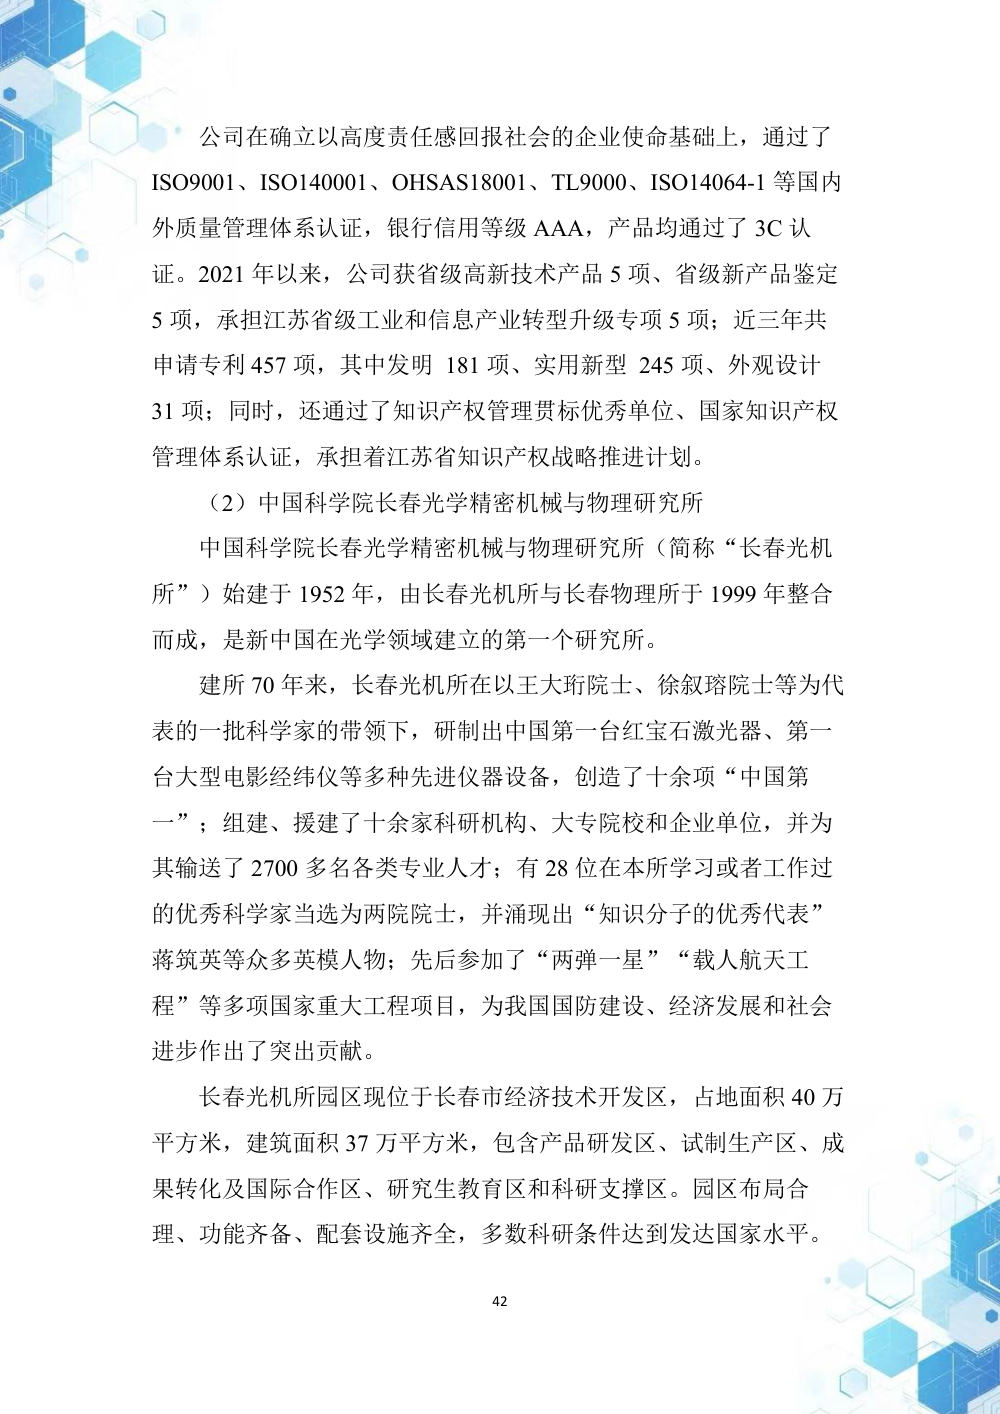 公司在确立以高度责任感回报社会的企业使命基础上，通过了
ISO9001、ISO140001、OHSAS18001、TL9000、ISO14064-1 等国内
外质量管理体系认证，银行信用等级 AAA，产品均通过了 3C 认
证。2021 年以来，公司获省级高新技术产品 5 项、省级新产品鉴定
5 项，承担江苏省级工业和信息产业转型升级专项 5 项；近三年共
申请专利 457 项，其中发明 181 项、实用新型 245 项、外观设计
31 项；同时，还通过了知识产权管理贯标优秀单位、国家知识产权
管理体系认证，承担着江苏省知识产权战略推进计划。
（2）中国科学院长春光学精密机械与物理研究所
中国科学院长春光学精密机械与物理研究所（简称“长春光机
所”）始建于 1952 年，由长春光机所与长春物理所于 1999 年整合
而成，是新中国在光学领域建立的第一个研究所。
建所 70 年来，长春光机所在以王大珩院士、徐叙瑢院士等为代
表的一批科学家的带领下，研制出中国第一台红宝石激光器、第一
台大型电影经纬仪等多种先进仪器设备，创造了十余项“中国第
一”；组建、援建了十余家科研机构、大专院校和企业单位，并为
其输送了 2700 多名各类专业人才；有 28 位在本所学习或者工作过
的优秀科学家当选为两院院士，并涌现出“知识分子的优秀代表”
蒋筑英等众多英模人物；先后参加了“两弹一星”“载人航天工
程”等多项国家重大工程项目，为我国国防建设、经济发展和社会
进步作出了突出贡献。
长春光机所园区现位于长春市经济技术开发区，占地面积 40 万
平方米，建筑面积 37 万平方米，包含产品研发区、试制生产区、成
果转化及国际合作区、研究生教育区和科研支撑区。园区布局合
理、功能齐备、配套设施齐全，多数科研条件达到发达国家水平。
42